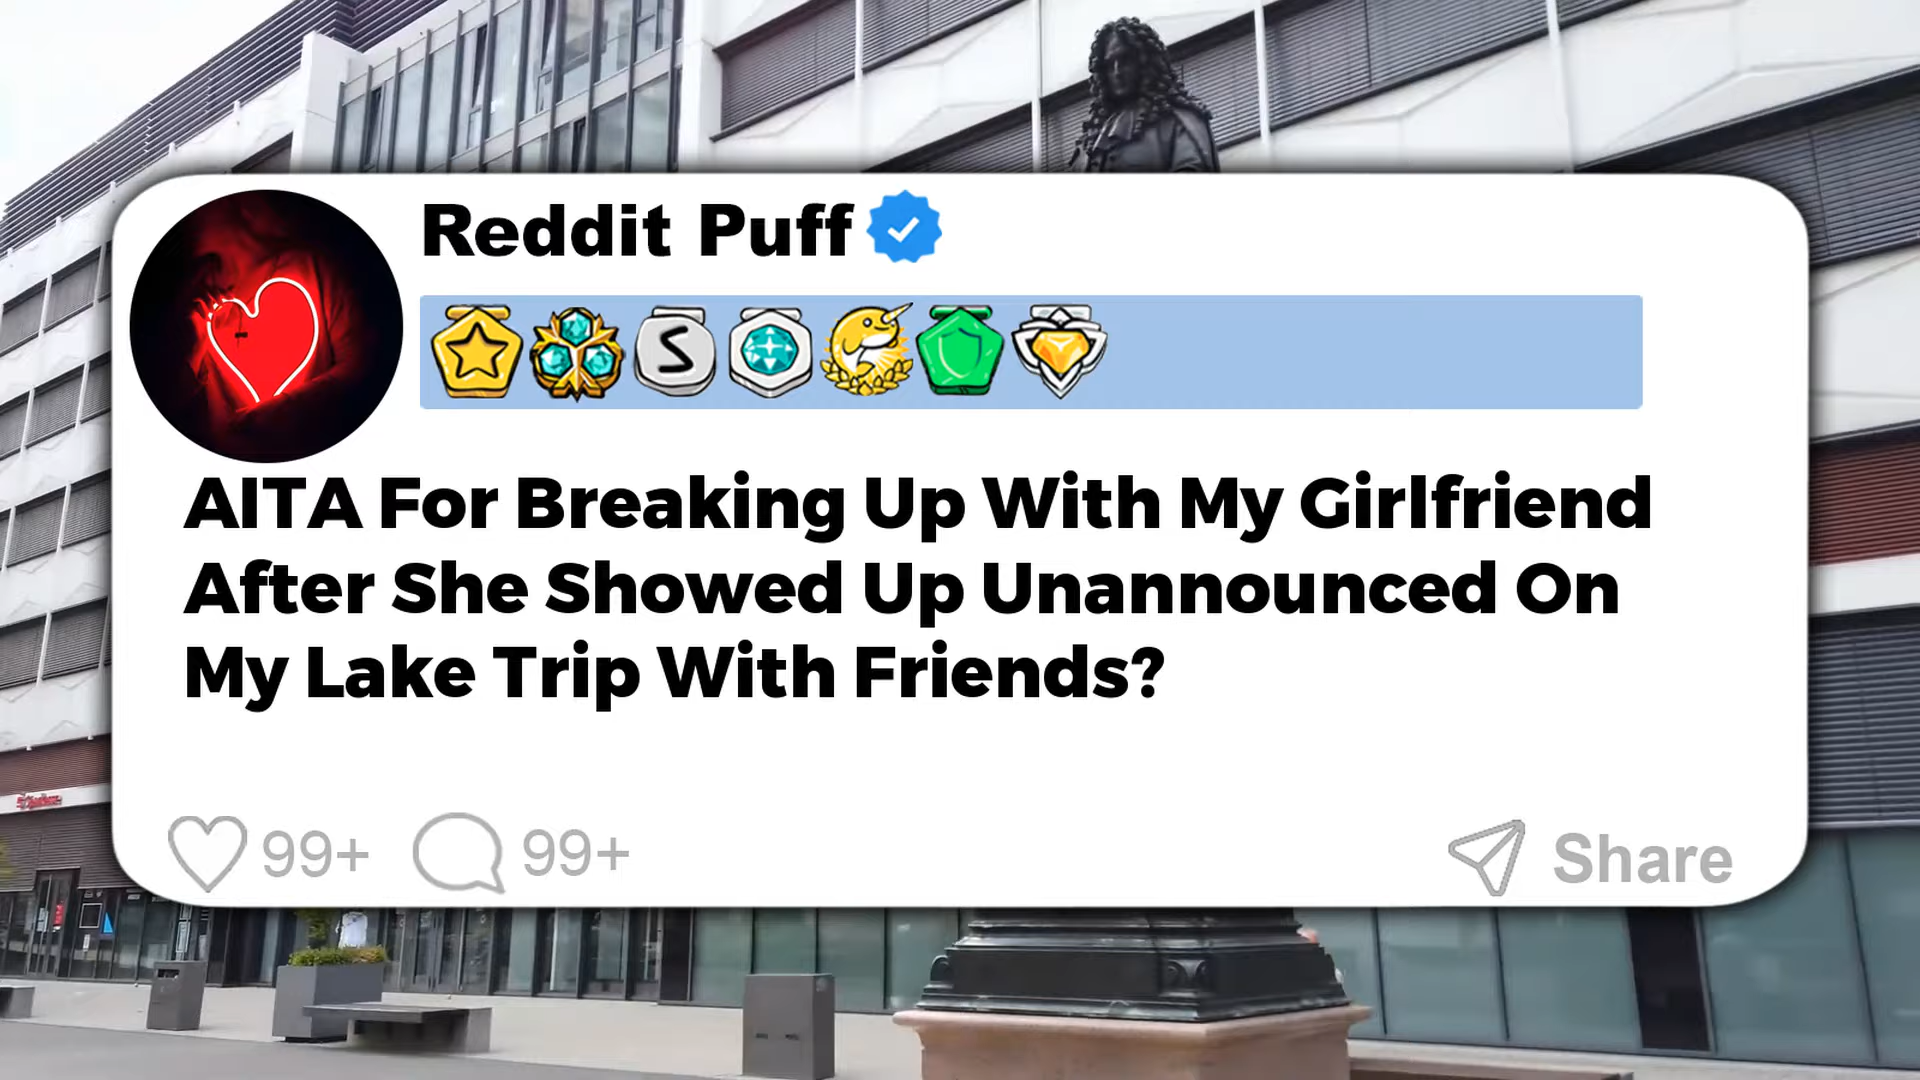 Reddit Puff
S
AITA For Breaking Up With My Girlfriend
After She Showed Up Unannounced On
My Lake Trip With Friends?
99+
99+
Share